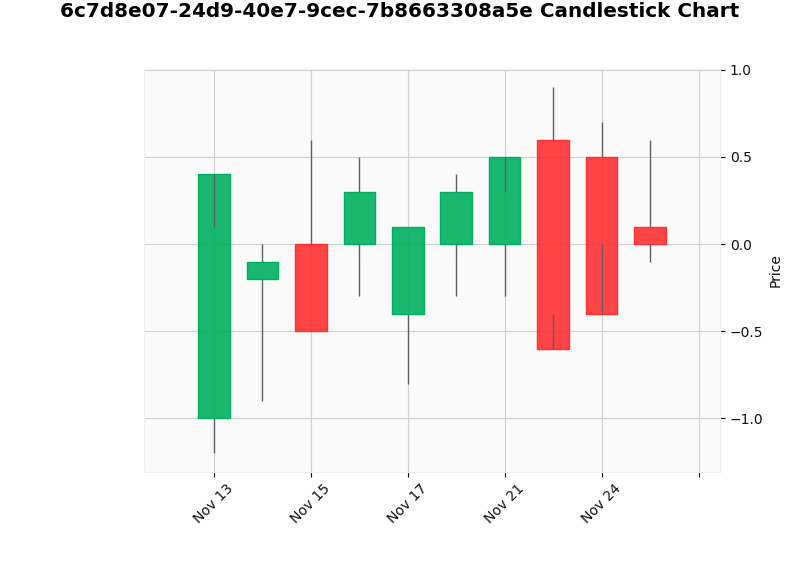 6c7d8e07-24d9-40e7-9cec-7b8663308a5e Candlestick Chart
1.0
0.5
0.0
−0.5
−1.0
Price
Nov 13
Nov 15
Nov 17
Nov 21
Nov 24